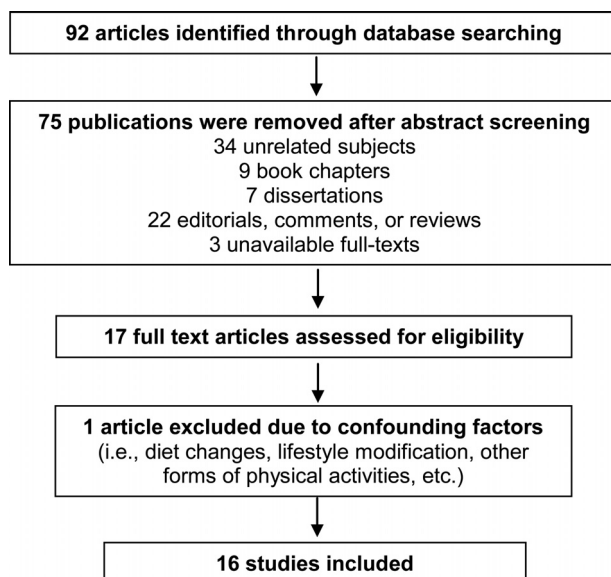 92 articles identified through database searching
75 publications were removed after abstract screening
34 unrelated subjects
9 book chapters
7 dissertations
22 editorials, comments, or reviews
3 unavailable full-texts
17 full text articles assessed for eligibility
1 article excluded due to confounding factors
(i.e., diet changes, lifestyle modification, other
forms of physical activities, etc.)
16 studies included